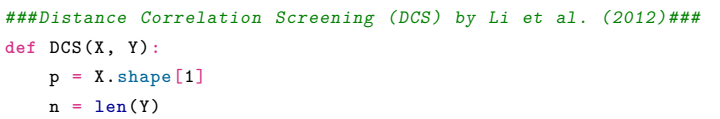 ###Distance Correlation Screening (DCS) by Li et al. (2012)###
def DCS(X, Y):
    p = X.shape[1]
    n = len(Y)